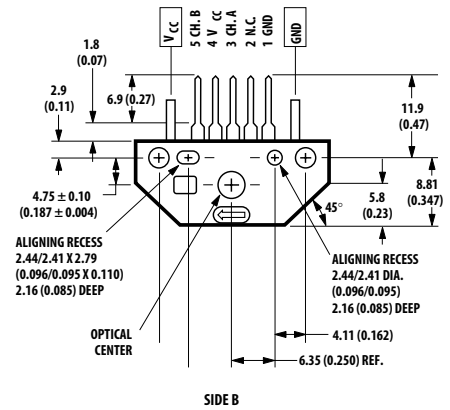 V CC
5 CH. B
4 V CC
3 CH. A
2 N.C.
1 GND
GND
1.8
(0.07)
2.9
(0.11)
6.9 (0.27)
11.9
(0.47)
4.75 ± 0.10
(0.187 ± 0.004)
8.81
(0.347)
5.8
(0.23)
45°
ALIGNING RECESS
2.44/2.41 X 2.79
(0.096/0.095 X 0.110)
2.16 (0.085) DEEP
ALIGNING RECESS
2.44/2.41 DIA.
(0.096/0.095)
2.16 (0.085) DEEP
OPTICAL
CENTER
4.11 (0.162)
6.35 (0.250) REF.
SIDE B